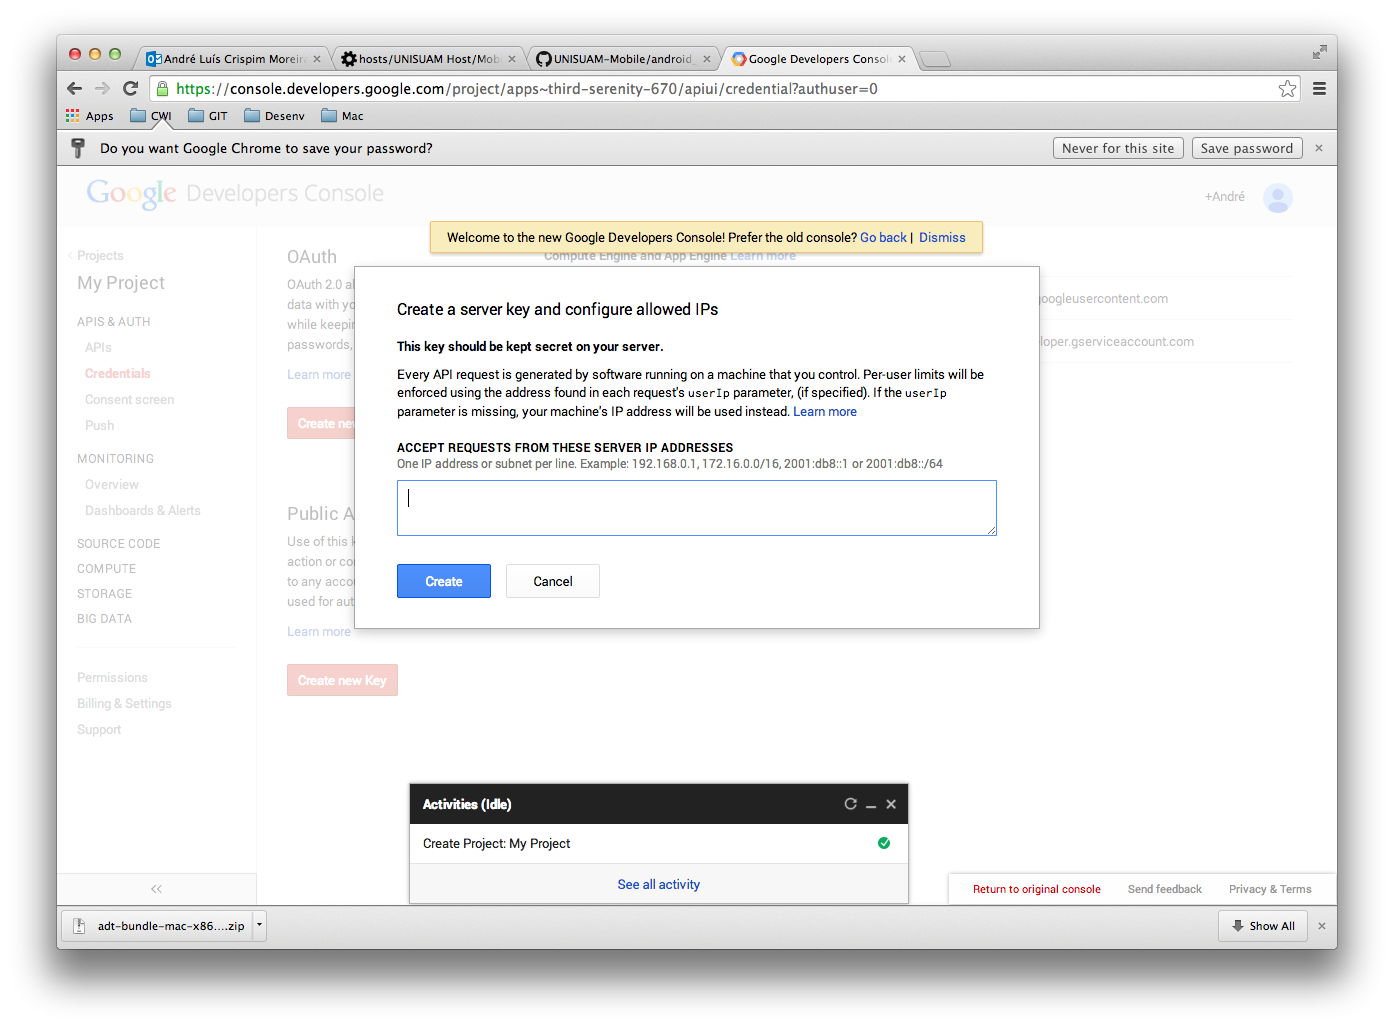 André Luís Crispim Moreir
hosts/UNISUAM Host/Mob
UNISUAM-Mobile/android_
Google Developers Consol
https://console.developers.google.com/project/apps~third-serenity-670/apiui/credential?authuser=0
Apps
CWI
GIT
Desenv
Mac
Do you want Google Chrome to save your password?
Never for this site
Save password
Google Developers Console
+André
Welcome to the new Google Developers Console! Prefer the old console? Go back | Dismiss
Projects
My Project
APIS & AUTH
APIs
Credentials
Consent screen
Push
MONITORING
Overview
Dashboards & Alerts
SOURCE CODE
COMPUTE
STORAGE
BIG DATA
Permissions
Billing & Settings
Support
OAuth
OAuth 2.0 al
data with yo
while keepin
passwords,
Learn more
Create new
Compute Engine and App Engine Learn more
googleusercontent.com
loper.gserviceaccount.com
Public A
Use of this k
action or co
to any accou
used for aut
Learn more
Create new Key
Create a server key and configure allowed IPs
This key should be kept secret on your server.
Every API request is generated by software running on a machine that you control. Per-user limits will be
enforced using the address found in each request's userIp parameter, (if specified). If the userIp
parameter is missing, your machine's IP address will be used instead. Learn more
ACCEPT REQUESTS FROM THESE SERVER IP ADDRESSES
One IP address or subnet per line. Example: 192.168.0.1, 172.16.0.0/16, 2001:db8::1 or 2001:db8::/64
Create
Cancel
Activities (Idle)
Create Project: My Project
See all activity
Return to original console
Send feedback
Privacy & Terms
adt-bundle-mac-x86....zip
Show All